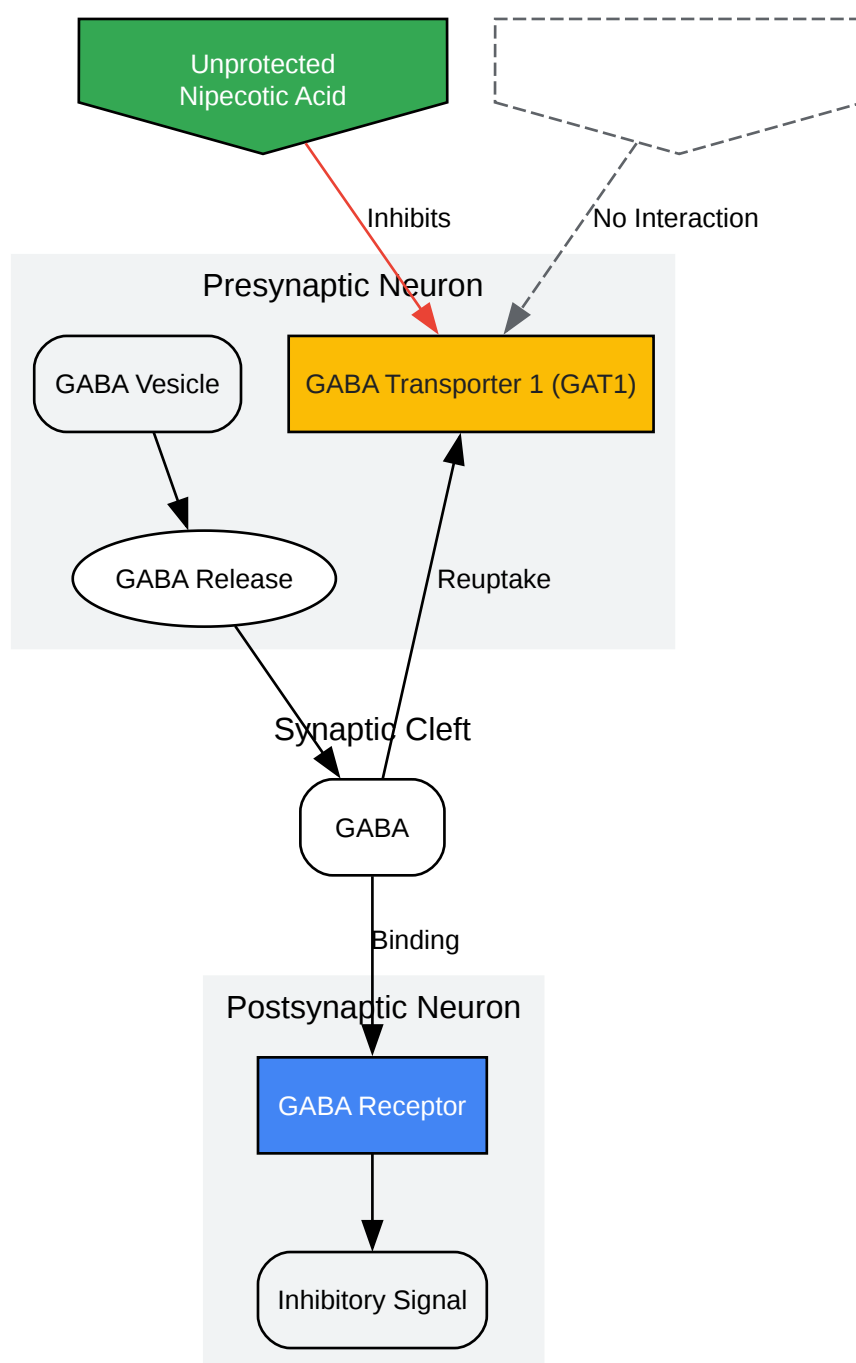 Unprotected
Nipecotic Acid
Inhibits
No Interaction
Presynaptic Neuron
GABA Vesicle
GABA Transporter 1 (GAT1)
GABA Release
Reuptake
Synaptic Cleft
GABA
Binding
Postsynaptic Neuron
GABA Receptor
Inhibitory Signal